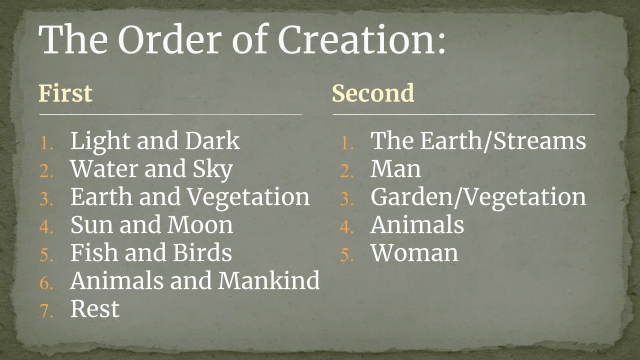 The Order of Creation:
First
1. Light and Dark
2. Water and Sky
3. Earth and Vegetation
4. Sun and Moon
5. Fish and Birds
6. Animals and Mankind
7. Rest
Second
1. The Earth/Streams
2. Man
3. Garden/Vegetation
4. Animals
5. Woman